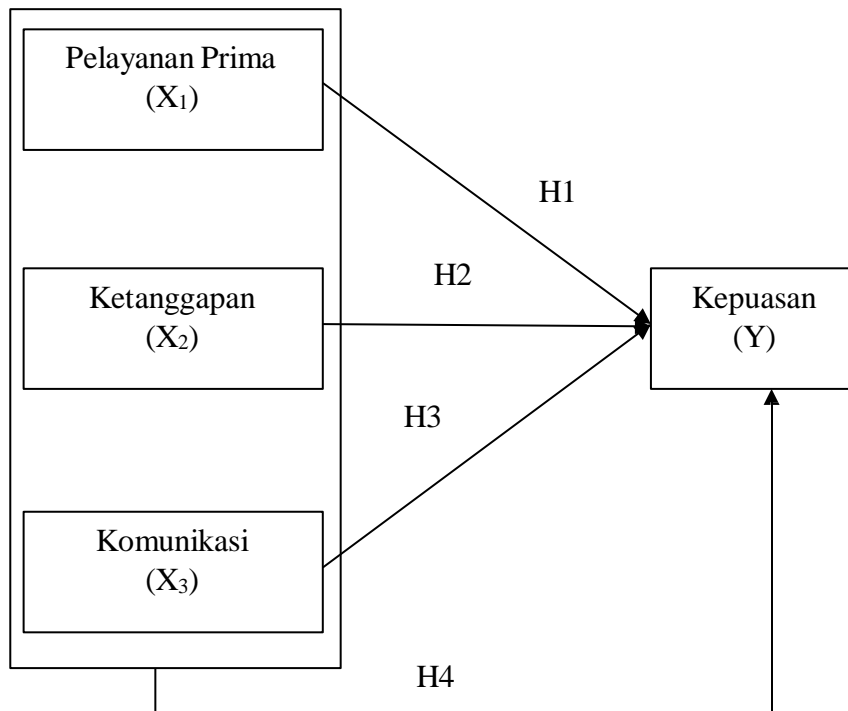 Pelayanan Prima
(X₁)
H1
H2
Ketanggapan
(X₂)
Kepuasan
(Y)
H3
Komunikasi
(X₃)
H4